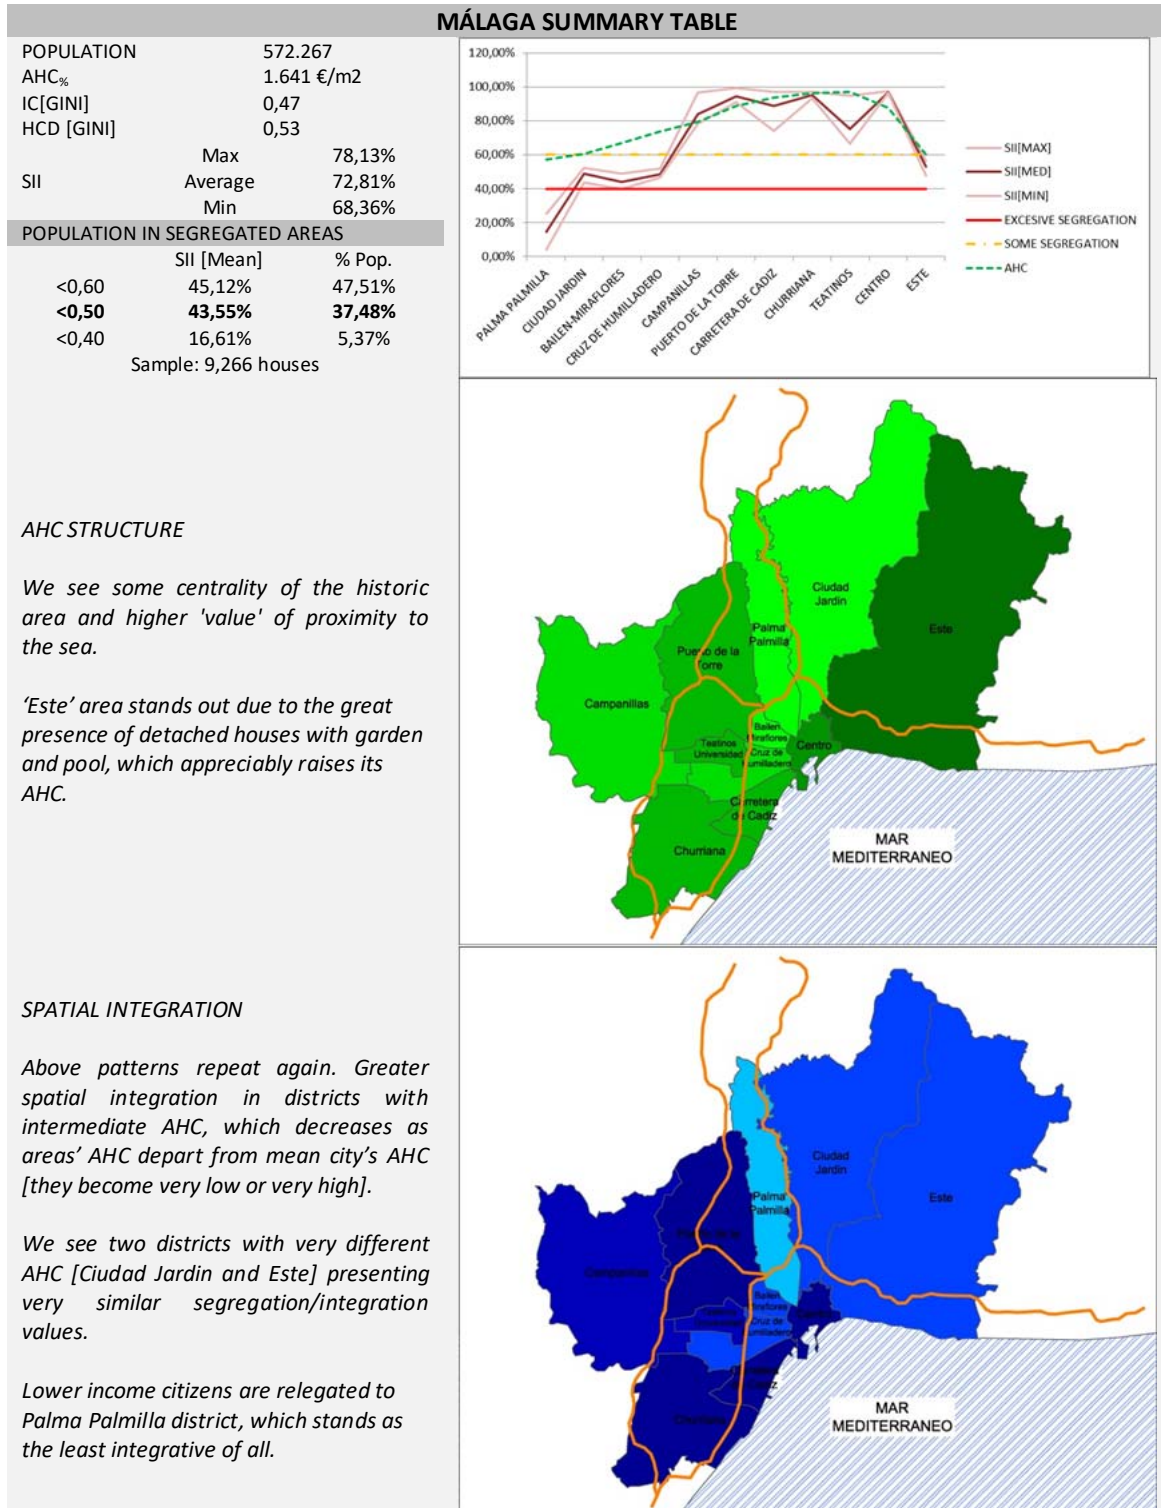 MÁLAGA SUMMARY TABLE
POPULATION 572.267
AHC% 1.641 €/m2
IC[GINI] 0,47
HCD [GINI] 0,53
Max 78,13%
SII Average 72,81%
Min 68,36%
POPULATION IN SEGREGATED AREAS
SII [Mean] % Pop.
<0,60 45,12% 47,51%
<0,50 43,55% 37,48%
<0,40 16,61% 5,37%
Sample: 9,266 houses
120,00%
100,00%
80,00%
60,00%
40,00%
20,00%
0,00%
PALMA PALMILLA
CIUDAD JARDIN
BAILEN-MIRAFLORES
CRUZ DE HUMILLADERO
CAMPANILLAS
PUERTO DE LA TORRE
CARRETERA DE CADIZ
CHURRIANA
TEATINOS
CENTRO
ESTE
SII[MAX]
SII[MED]
SII[MIN]
EXCESIVE SEGREGATION
SOME SEGREGATION
AHC
AHC STRUCTURE
We see some centrality of the historic
area and higher 'value' of proximity to
the sea.
‘Este’ area stands out due to the great
presence of detached houses with garden
and pool, which appreciably raises its
AHC.
Ciudad
Jardin
Este
Palma
Palmilla
Puerto de la
Torre
Campanillas
Bailen
Miraflores
Teatinos
Universidad
Cruz de
Humilladero
Centro
Carretera
de Cadiz
Churriana
MAR
MEDITERRANEO
SPATIAL INTEGRATION
Above patterns repeat again. Greater
spatial integration in districts with
intermediate AHC, which decreases as
areas’ AHC depart from mean city’s AHC
[they become very low or very high].
We see two districts with very different
AHC [Ciudad Jardin and Este] presenting
very similar segregation/integration
values.
Lower income citizens are relegated to
Palma Palmilla district, which stands as
the least integrative of all.
Ciudad
Jardin
Este
Palma
Palmilla
Puerto de la
Campanillas
Bailen
Miraflores
Teatinos
Universidad
Cruz de
Humilladero
Centro
Churriana
MAR
MEDITERRANEO